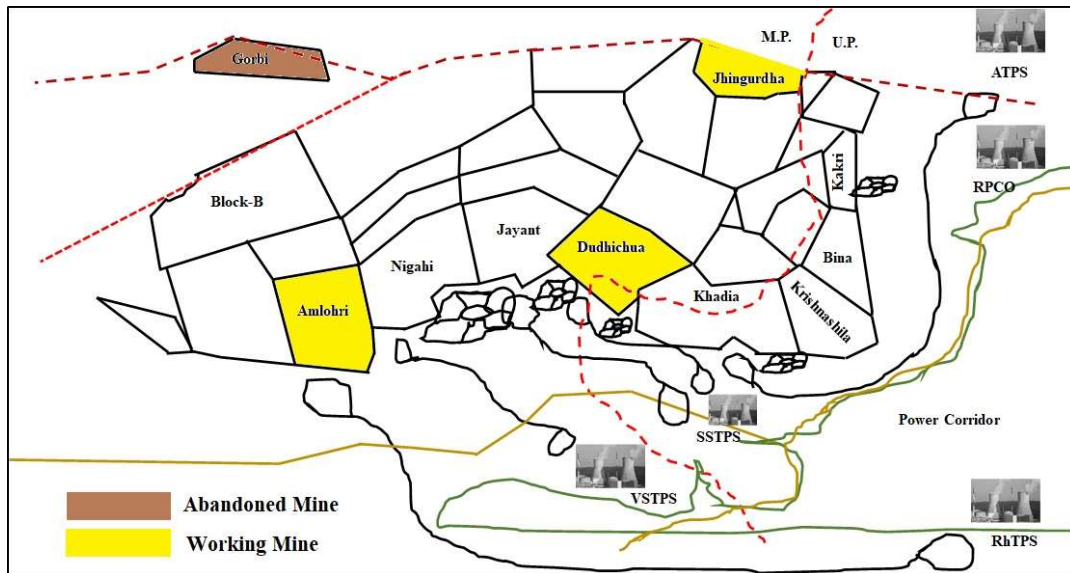 M.P.
U.P.
Gorbi
Jhingurdha
ATPS
Kakri
RPCO
Block-B
Jayant
Dudhichua
Nigahi
Bina
Khadia
Krishnashila
Amlohri
SSTPS
Power Corridor
VSTPS
Abandoned Mine
Working Mine
RhTPS